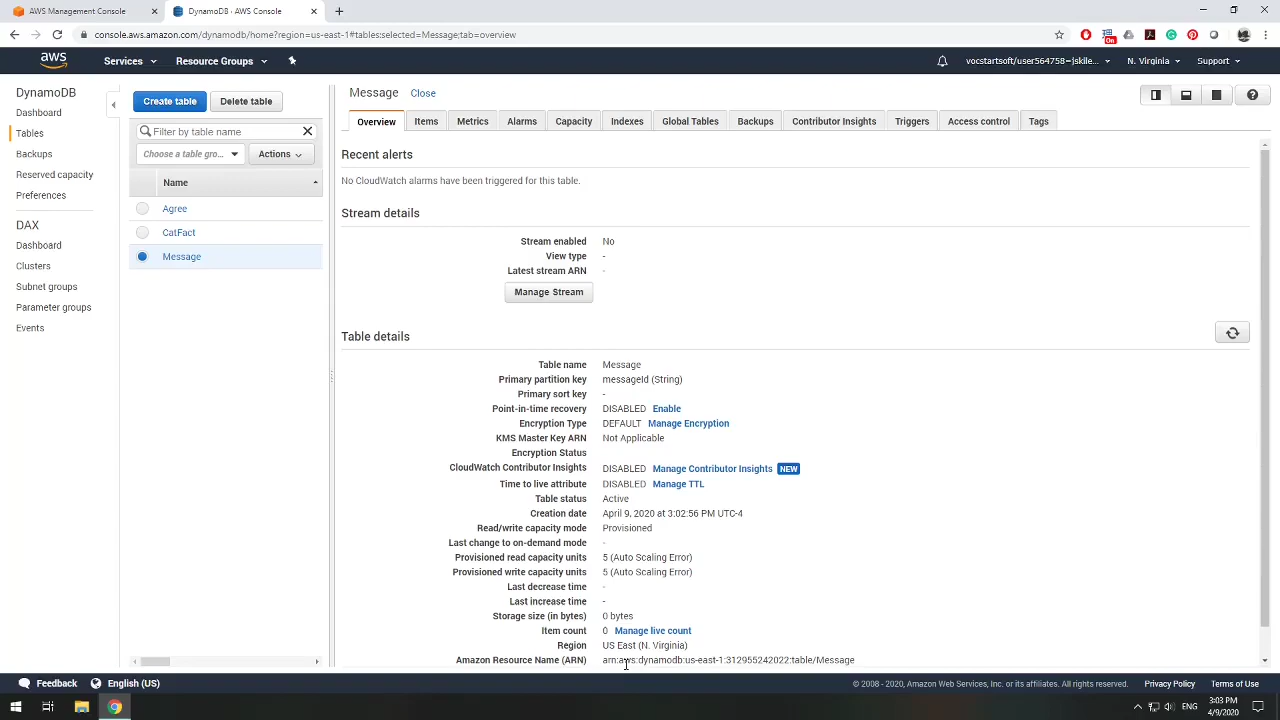 AWS Management Console
DynamoDB · AWS Console
console.aws.amazon.com/dynamodb/home?region=us-east-1#tables:selected=Message;tab=overview
On
aws
Services
Resource Groups
vocstartsoft/user564758=jskile...
N. Virginia
Support
DynamoDB
Dashboard
Tables
Backups
Reserved capacity
Preferences
DAX
Dashboard
Clusters
Subnet groups
Parameter groups
Events
Create table
Delete table
Filter by table name
Choose a table gro...
Actions
Name
Agree
CatFact
Message
Message Close
Overview Items Metrics Alarms Capacity Indexes Global Tables Backups Contributor Insights Triggers Access control Tags
Recent alerts
No CloudWatch alarms have been triggered for this table.
Stream details
Stream enabled No
View type -
Latest stream ARN -
Manage Stream
Table details
Table name Message
Primary partition key messageId (String)
Primary sort key -
Point-in-time recovery DISABLED Enable
Encryption Type DEFAULT Manage Encryption
KMS Master Key ARN Not Applicable
Encryption Status
CloudWatch Contributor Insights DISABLED Manage Contributor Insights NEW
Time to live attribute DISABLED Manage TTL
Table status Active
Creation date April 9, 2020 at 3:02:56 PM UTC-4
Read/write capacity mode Provisioned
Last change to on-demand mode -
Provisioned read capacity units 5 (Auto Scaling Error)
Provisioned write capacity units 5 (Auto Scaling Error)
Last decrease time -
Last increase time -
Storage size (in bytes) 0 bytes
Item count 0 Manage live count
Region US East (N. Virginia)
Amazon Resource Name (ARN) arn:aws:dynamodb:us-east-1:312955242022:table/Message
Feedback
English (US)
© 2008 - 2020, Amazon Web Services, Inc. or its affiliates. All rights reserved.
Privacy Policy
Terms of Use
ENG
3:03 PM
4/9/2020